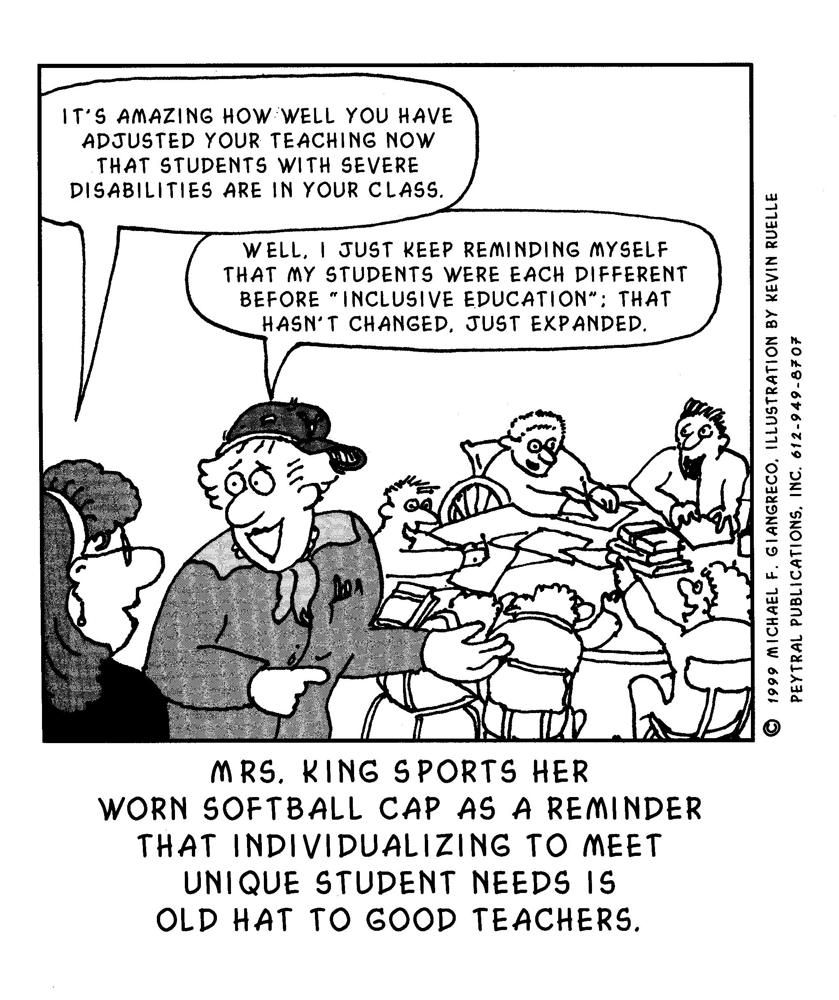 IT'S AMAZING HOW WELL YOU HAVE
ADJUSTED YOUR TEACHING NOW
THAT STUDENTS WITH SEVERE
DISABILITIES ARE IN YOUR CLASS.
WELL, I JUST KEEP REMINDING MYSELF
THAT MY STUDENTS WERE EACH DIFFERENT
BEFORE "INCLUSIVE EDUCATION"; THAT
HASN'T CHANGED, JUST EXPANDED.
© 1999 MICHAEL F. GIANGRECO, ILLUSTRATION BY KEVIN RUELLE
PEYTRAL PUBLICATIONS, INC. 612-949-8707
MRS. KING SPORTS HER
WORN SOFTBALL CAP AS A REMINDER
THAT INDIVIDUALIZING TO MEET
UNIQUE STUDENT NEEDS IS
OLD HAT TO GOOD TEACHERS.